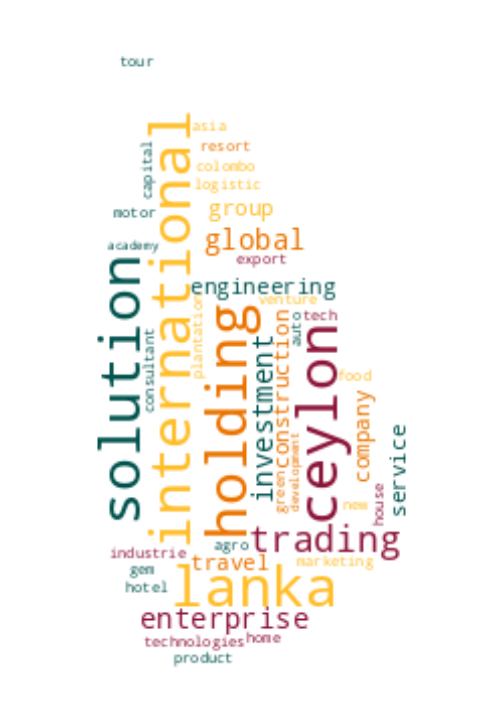 tour
asia
international
capital
resort
colombo
logistic
motor
group
academy
global
export
solution
engineering
plantation
venture
holding
construction
auto
tech
ceylon
consultant
investment
food
company
service
development
green
house
new
trading
agro
industrie
travel
marketing
gem
lanka
hotel
enterprise
technologies
home
product